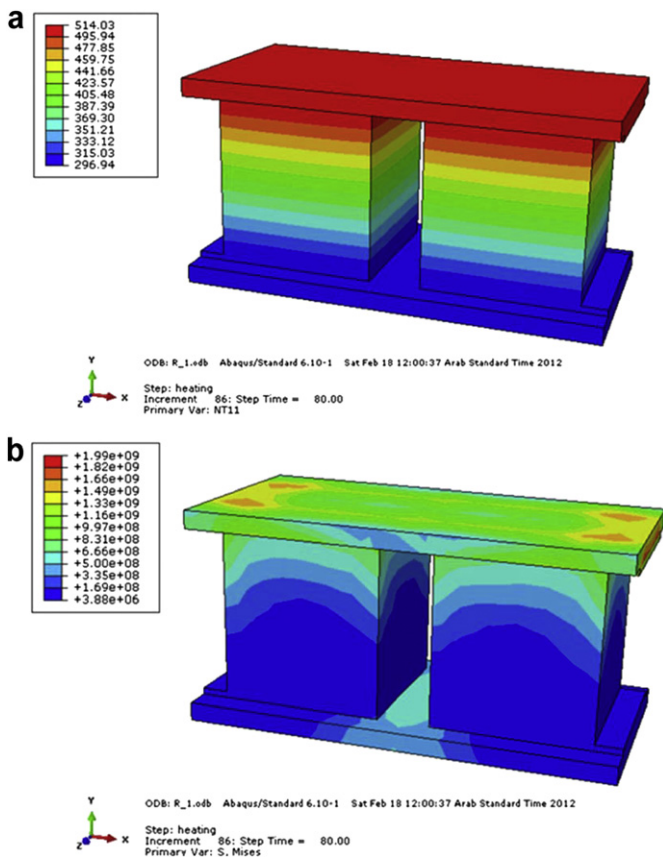 a
514.03
495.94
477.85
459.75
441.66
423.57
405.48
387.39
369.30
351.21
333.12
315.03
296.94
Y
Z X
ODB: R_1.odb Abaqus/Standard 6.10-1 Sat Feb 18 12:00:37 Arab Standard Time 2012
Step: heating
Increment 86: Step Time = 80.00
Primary Var: NT11
b
+1.99e+09
+1.82e+09
+1.66e+09
+1.49e+09
+1.33e+09
+1.16e+09
+9.97e+08
+8.31e+08
+6.66e+08
+5.00e+08
+3.35e+08
+1.69e+08
+3.88e+06
Y
Z X
ODB: R_1.odb Abaqus/Standard 6.10-1 Sat Feb 18 12:00:37 Arab Standard Time 2012
Step: heating
Increment 86: Step Time = 80.00
Primary Var: S, Mises